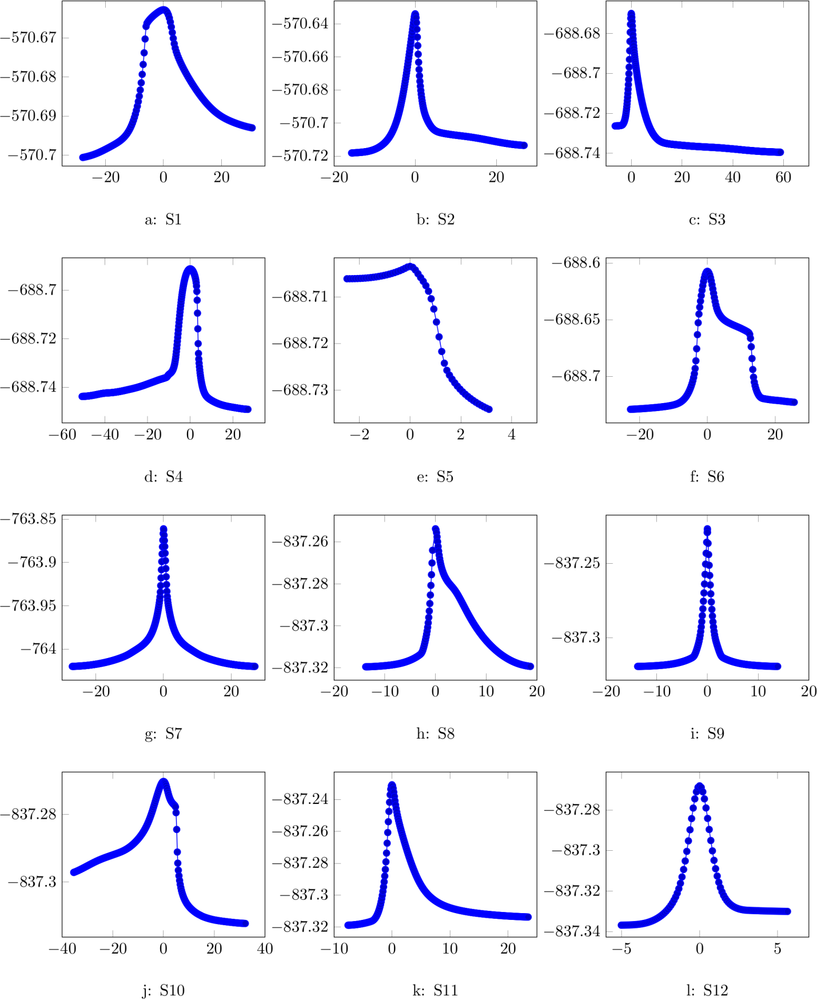 −570.67
−570.68
−570.69
−570.7
−20 0 20
a: S1
−570.64
−570.66
−570.68
−570.7
−570.72
−20 0 20
b: S2
−688.68
−688.7
−688.72
−688.74
0 20 40 60
c: S3
−688.7
−688.72
−688.74
−60 −40 −20 0 20
d: S4
−688.71
−688.72
−688.73
−2 0 2 4
e: S5
−688.6
−688.65
−688.7
−20 0 20
f: S6
−763.85
−763.9
−763.95
−764
−20 0 20
g: S7
−837.26
−837.28
−837.3
−837.32
−20 −10 0 10 20
h: S8
−837.25
−837.3
−20 −10 0 10 20
i: S9
−837.28
−837.3
−40 −20 0 20 40
j: S10
−837.24
−837.26
−837.28
−837.3
−837.32
−10 0 10 20
k: S11
−837.28
−837.3
−837.32
−837.34
−5 0 5
l: S12